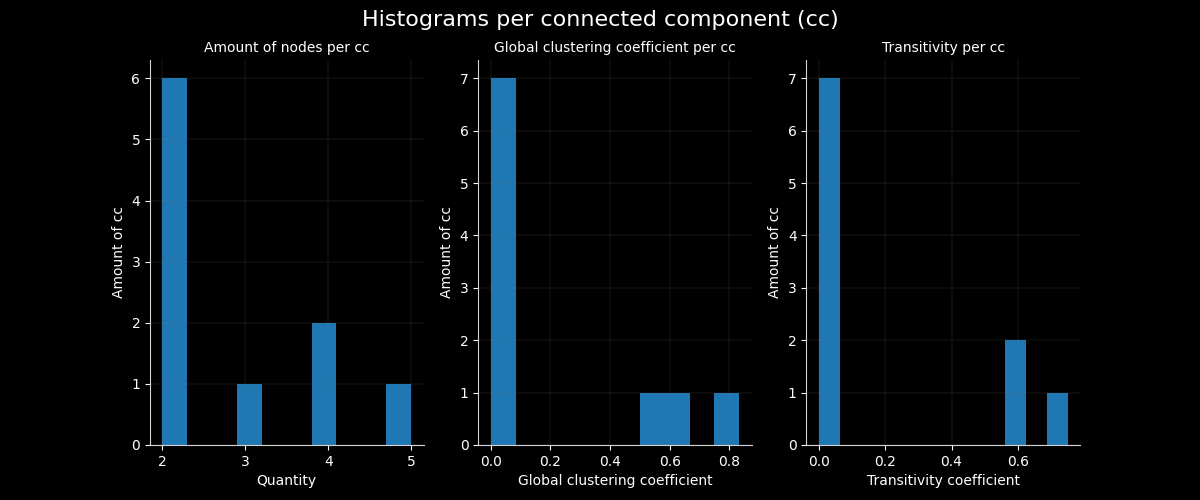 Histograms per connected component (cc)
Amount of nodes per cc
Amount of cc
6
5
4
3
2
1
0
2 3 4 5
Quantity
Global clustering coefficient per cc
Amount of cc
7
6
5
4
3
2
1
0
0.0 0.2 0.4 0.6 0.8
Global clustering coefficient
Transitivity per cc
Amount of cc
7
6
5
4
3
2
1
0
0.0 0.2 0.4 0.6
Transitivity coefficient